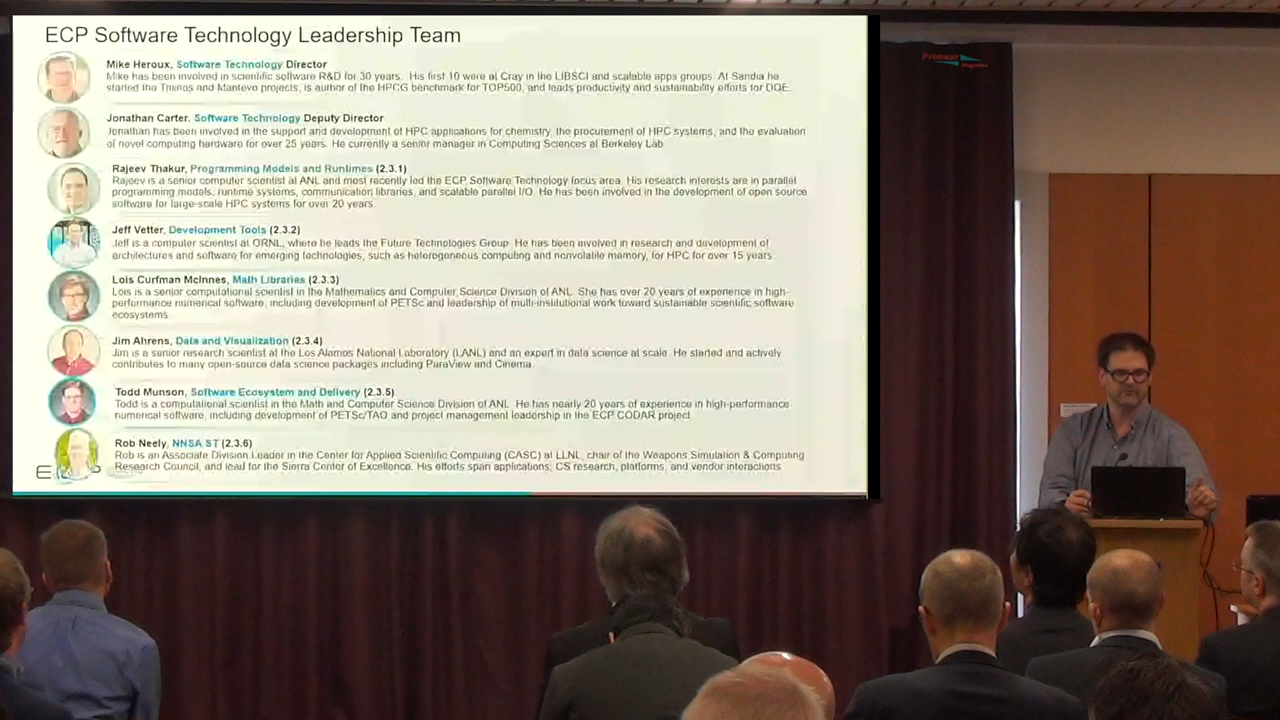 ECP Software Technology Leadership Team
Mike Heroux, Software Technology Director
Mike has been involved in scientific software R&D for 30 years. His first 10 were at Cray in the LIBSCI and scalable apps groups. At Sandia he
started the Trilinos and Mantevo projects, is author of the HPCG benchmark for TOP500, and leads productivity and sustainability efforts for DOE.
Jonathan Carter, Software Technology Deputy Director
Jonathan has been involved in the support and development of HPC applications for chemistry, the procurement of HPC systems, and the evaluation
of novel computing hardware for over 25 years. He currently a senior manager in Computing Sciences at Berkeley Lab
Rajeev Thakur, Programming Models and Runtimes (2.3.1)
Rajeev is a senior computer scientist at ANL and most recently led the ECP Software Technology focus area. His research interests are in parallel
programming models, runtime systems, communication libraries, and scalable parallel I/O. He has been involved in the development of open source
software for large-scale HPC systems for over 20 years.
Jeff Vetter, Development Tools (2.3.2)
Jeff is a computer scientist at ORNL, where he leads the Future Technologies Group. He has been involved in research and development of
architectures and software for emerging technologies, such as heterogeneous computing and nonvolatile memory, for HPC for over 15 years.
Lois Curfman McInnes, Math Libraries (2.3.3)
Lois is a senior computational scientist in the Mathematics and Computer Science Division of ANL. She has over 20 years of experience in high-
performance numerical software, including development of PETSc and leadership of multi-institutional work toward sustainable scientific software
ecosystems.
Jim Ahrens, Data and Visualization (2.3.4)
Jim is a senior research scientist at the Los Alamos National Laboratory (LANL) and an expert in data science at scale. He started and actively
contributes to many open-source data science packages including ParaView and Cinema.
Todd Munson, Software Ecosystem and Delivery (2.3.5)
Todd is a computational scientist in the Math and Computer Science Division of ANL. He has nearly 20 years of experience in high-performance
numerical software, including development of PETSc/TAO and project management leadership in the ECP CODAR project.
Rob Neely, NNSA ST (2.3.6)
Rob is an Associate Division Leader in the Center for Applied Scientific Computing (CASC) at LLNL, chair of the Weapons Simulation & Computing
Research Council, and lead for the Sierra Center of Excellence. His efforts span applications, CS research, platforms, and vendor interactions
Primeur
Magazine